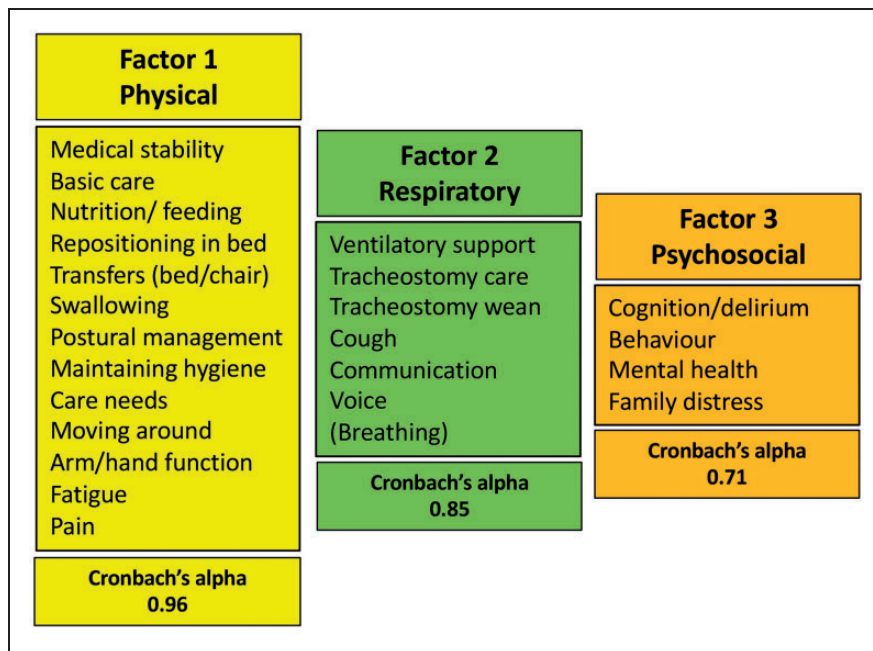 Factor 1
Physical
Medical stability
Basic care
Nutrition/ feeding
Repositioning in bed
Transfers (bed/chair)
Swallowing
Postural management
Maintaining hygiene
Care needs
Moving around
Arm/hand function
Fatigue
Pain
Cronbach’s alpha
0.96
Factor 2
Respiratory
Ventilatory support
Tracheostomy care
Tracheostomy wean
Cough
Communication
Voice
(Breathing)
Cronbach’s alpha
0.85
Factor 3
Psychosocial
Cognition/delirium
Behaviour
Mental health
Family distress
Cronbach’s alpha
0.71